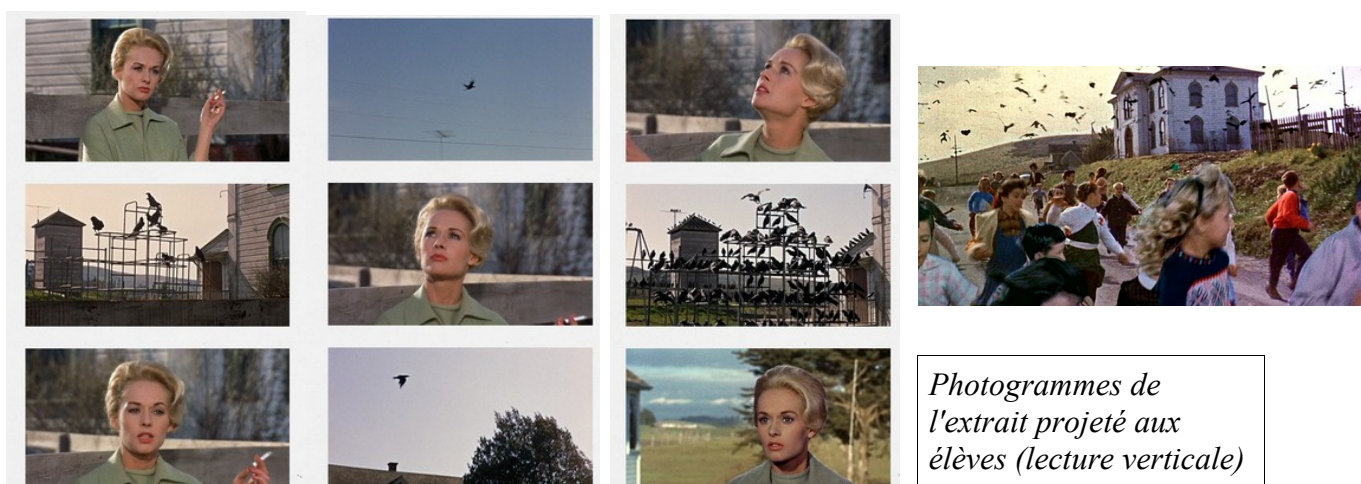 Photogrammes de
l'extrait projeté aux
élèves (lecture verticale)